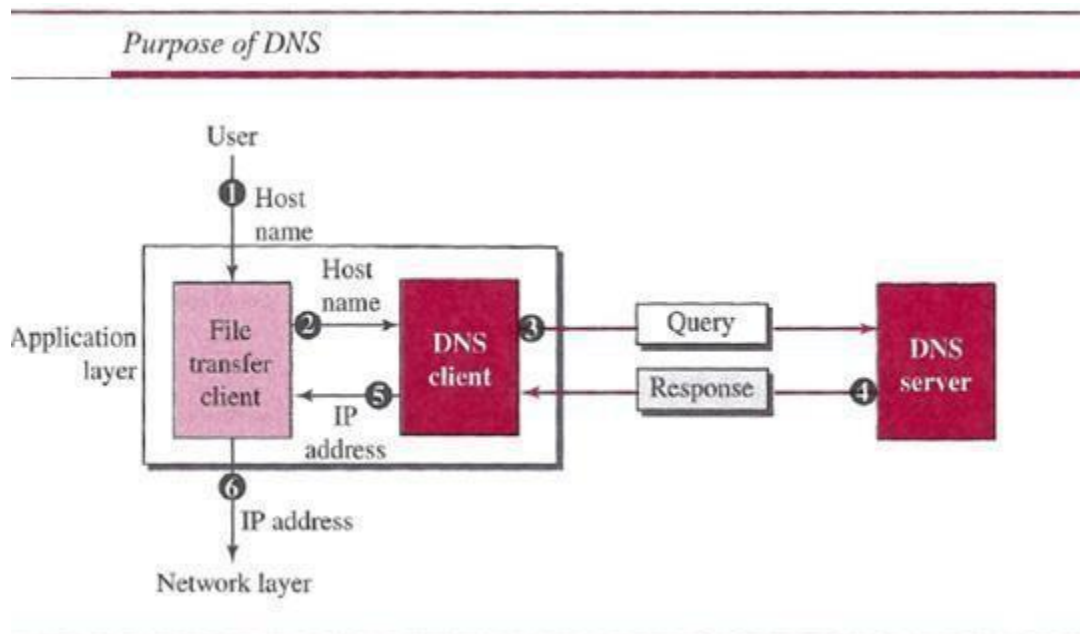 Purpose of DNS
User
1
Host
name
Application
layer
File
transfer
client
2
Host
name
DNS
client
3
Query
DNS
server
4
Response
5
IP
address
6
IP address
Network layer